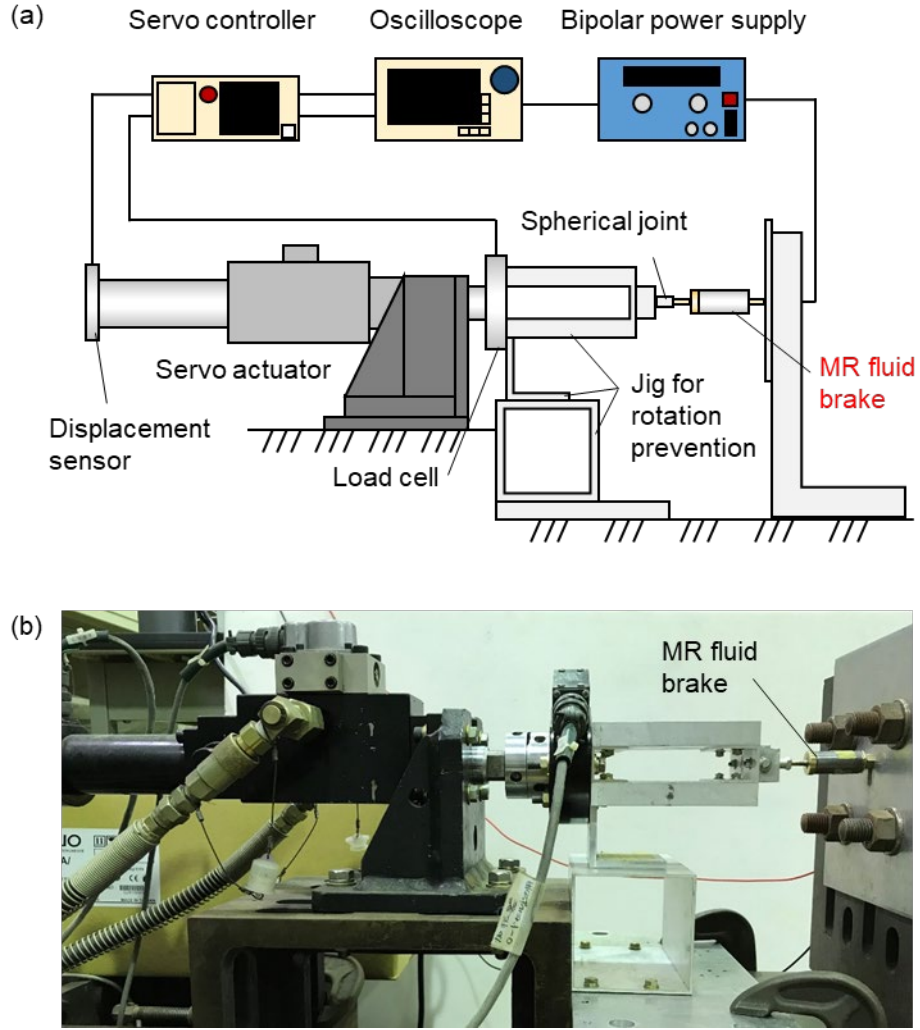 (a)
Servo controller
Oscilloscope
Bipolar power supply
Spherical joint
Servo actuator
MR fluid
brake
Displacement
sensor
Load cell
Jig for
rotation
prevention
(b)
MR fluid
brake